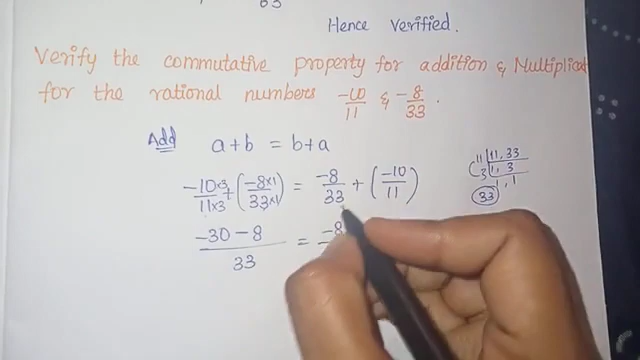 Hence Verified.
Verify the commutative property for addition & Multiplicat
for the rational numbers -10/11 & -8/33.
Add a+b = b+a
-10×3/11×3 + (-8×1/33×1) = -8/33 + (-10/11)
11 | 11, 33
3 | 1, 3
1, 1
33
-30-8/33 = -8